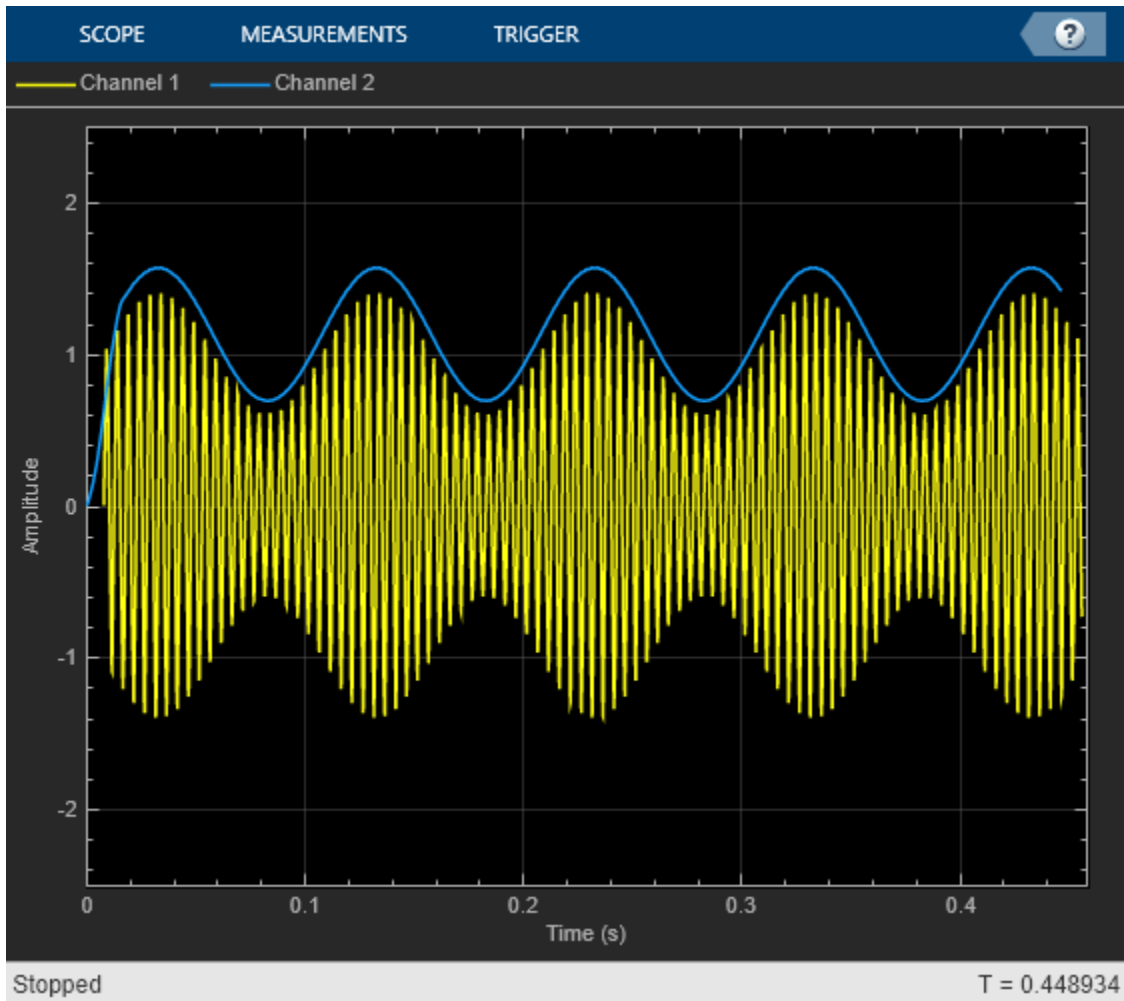 SCOPE MEASUREMENTS TRIGGER ?
Channel 1 Channel 2
2
1
0
-1
-2
Amplitude
0 0.1 0.2 0.3 0.4
Time (s)
Stopped T = 0.448934